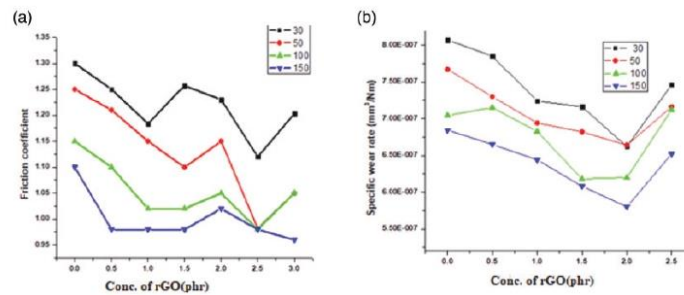 (a)
30
50
100
150
1.35
1.30
1.25
1.20
1.15
1.10
1.05
1.00
0.95
Friction coefficient
0.0 0.5 1.0 1.5 2.0 2.5 3.0
Conc. of rGO(phr)
(b)
30
50
100
150
8.00E-007
7.50E-007
7.00E-007
6.50E-007
6.00E-007
5.50E-007
Specific wear rate (mm³/Nm)
0.0 0.5 1.0 1.5 2.0 2.5
Conc. of rGO(phr)